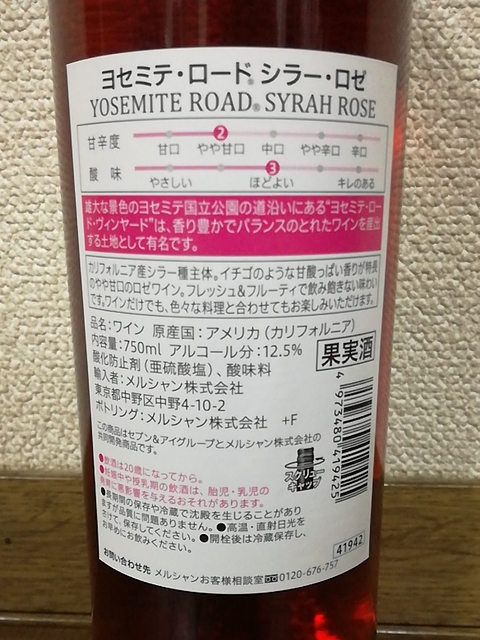 ヨセミテ・ロード® シラー・ロゼ
YOSEMITE ROAD® SYRAH ROSE
甘辛度 2
甘口 やや甘口 中口 やや辛口 辛口
酸味 3
やさしい ほどよい キレのある
雄大な景色のヨセミテ国立公園の道沿いにある“ヨセミテ・ロー
ド・ヴィンヤード”は、香り豊かでバランスのとれたワインを産出
する土地として有名です。
カリフォルニア産シラー種主体。イチゴのような甘酸っぱい香りが特長
のやや甘口のロゼワイン。フレッシュ&フルーティで飲み飽きない味わい
です。ワインだけでも、色々な料理と合わせてもお楽しみいただけます。
品名：ワイン 原産国：アメリカ（カリフォルニア）
内容量：750ml アルコール分：12.5%
果実酒
酸化防止剤（亜硫酸塩）、酸味料
輸入者：メルシャン株式会社
東京都中野区中野4-10-2
ボトリング：メルシャン株式会社 +F
この商品はセブン&アイグループとメルシャン株式会社の
共同開発商品です。
スクリュー
キャップ
4 973480 449425
●飲酒は20歳になってから。
●妊娠中や授乳期の飲酒は、胎児・乳児の
発育に悪影響を与えるおそれがあります。
●長期間の保存や冷蔵で沈殿を生じることがあり
ますが品質に問題ありません。●高温・直射日光を
さけて、保存してください。●開栓後は冷蔵保存し、
お早めにお飲みください。
41942
お問い合わせ先 メルシャンお客様相談室 0120-676-757